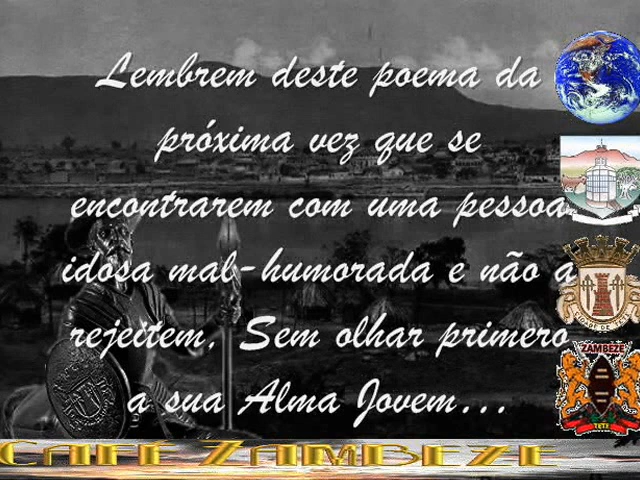 Lembrem deste poema da
próxima vez que se
encontrarem com uma pessoa
idosa mal-humorada e não a
rejeitem, Sem olhar primero
a sua Alma Jovem...
ZAMBEZE
TETE
CAFÉ ZAMBEZE